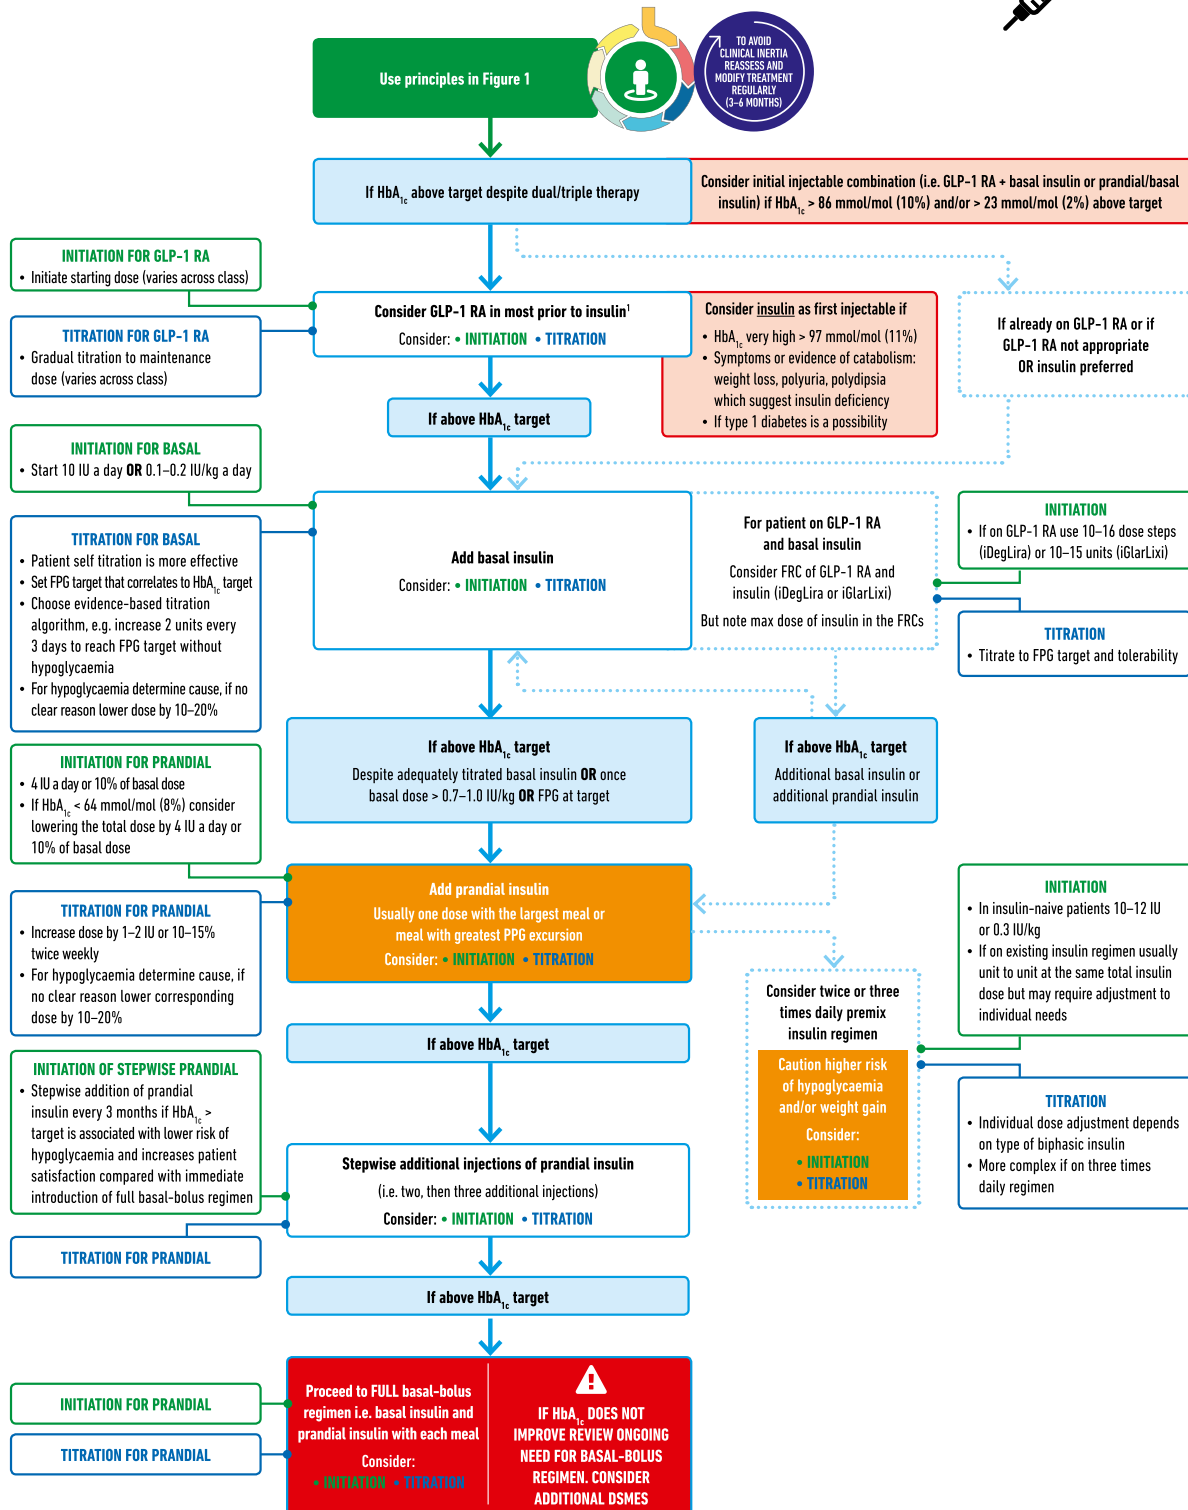 Use principles in Figure 1
TO AVOID
CLINICAL INERTIA
REASSESS AND
MODIFY TREATMENT
REGULARLY
(3–6 MONTHS)
If HbA1c above target despite dual/triple therapy
Consider initial injectable combination (i.e. GLP-1 RA + basal insulin or prandial/basal
insulin) if HbA1c > 86 mmol/mol (10%) and/or > 23 mmol/mol (2%) above target
INITIATION FOR GLP-1 RA
• Initiate starting dose (varies across class)
TITRATION FOR GLP-1 RA
• Gradual titration to maintenance
dose (varies across class)
Consider GLP-1 RA in most prior to insulin1
Consider: • INITIATION • TITRATION
Consider insulin as first injectable if
• HbA1c very high > 97 mmol/mol (11%)
• Symptoms or evidence of catabolism:
weight loss, polyuria, polydipsia
which suggest insulin deficiency
• If type 1 diabetes is a possibility
If already on GLP-1 RA or if
GLP-1 RA not appropriate
OR insulin preferred
If above HbA1c target
INITIATION FOR BASAL
• Start 10 IU a day OR 0.1–0.2 IU/kg a day
TITRATION FOR BASAL
• Patient self titration is more effective
• Set FPG target that correlates to HbA1c target
• Choose evidence-based titration
algorithm, e.g. increase 2 units every
3 days to reach FPG target without
hypoglycaemia
• For hypoglycaemia determine cause, if no
clear reason lower dose by 10–20%
Add basal insulin
Consider: • INITIATION • TITRATION
For patient on GLP-1 RA
and basal insulin
Consider FRC of GLP-1 RA and
insulin (iDegLira or iGlarLixi)
But note max dose of insulin in the FRCs
INITIATION
• If on GLP-1 RA use 10–16 dose steps
(iDegLira) or 10–15 units (iGlarLixi)
TITRATION
• Titrate to FPG target and tolerability
If above HbA1c target
Despite adequately titrated basal insulin OR once
basal dose > 0.7–1.0 IU/kg OR FPG at target
If above HbA1c target
Additional basal insulin or
additional prandial insulin
INITIATION FOR PRANDIAL
• 4 IU a day or 10% of basal dose
• If HbA1c < 64 mmol/mol (8%) consider
lowering the total dose by 4 IU a day or
10% of basal dose
TITRATION FOR PRANDIAL
• Increase dose by 1–2 IU or 10–15%
twice weekly
• For hypoglycaemia determine cause, if
no clear reason lower corresponding
dose by 10–20%
Add prandial insulin
Usually one dose with the largest meal or
meal with greatest PPG excursion
Consider: • INITIATION • TITRATION
Consider twice or three
times daily premix
insulin regimen
Caution higher risk
of hypoglycaemia
and/or weight gain
Consider:
• INITIATION
• TITRATION
INITIATION
• In insulin-naive patients 10–12 IU
or 0.3 IU/kg
• If on existing insulin regimen usually
unit to unit at the same total insulin
dose but may require adjustment to
individual needs
TITRATION
• Individual dose adjustment depends
on type of biphasic insulin
• More complex if on three times
daily regimen
If above HbA1c target
INITIATION OF STEPWISE PRANDIAL
• Stepwise addition of prandial
insulin every 3 months if HbA1c >
target is associated with lower risk of
hypoglycaemia and increases patient
satisfaction compared with immediate
introduction of full basal-bolus regimen
TITRATION FOR PRANDIAL
Stepwise additional injections of prandial insulin
(i.e. two, then three additional injections)
Consider: • INITIATION • TITRATION
If above HbA1c target
INITIATION FOR PRANDIAL
TITRATION FOR PRANDIAL
Proceed to FULL basal-bolus
regimen i.e. basal insulin and
prandial insulin with each meal
Consider:
• INITIATION • TITRATION
IF HbA1c DOES NOT
IMPROVE REVIEW ONGOING
NEED FOR BASAL-BOLUS
REGIMEN. CONSIDER
ADDITIONAL DSMES